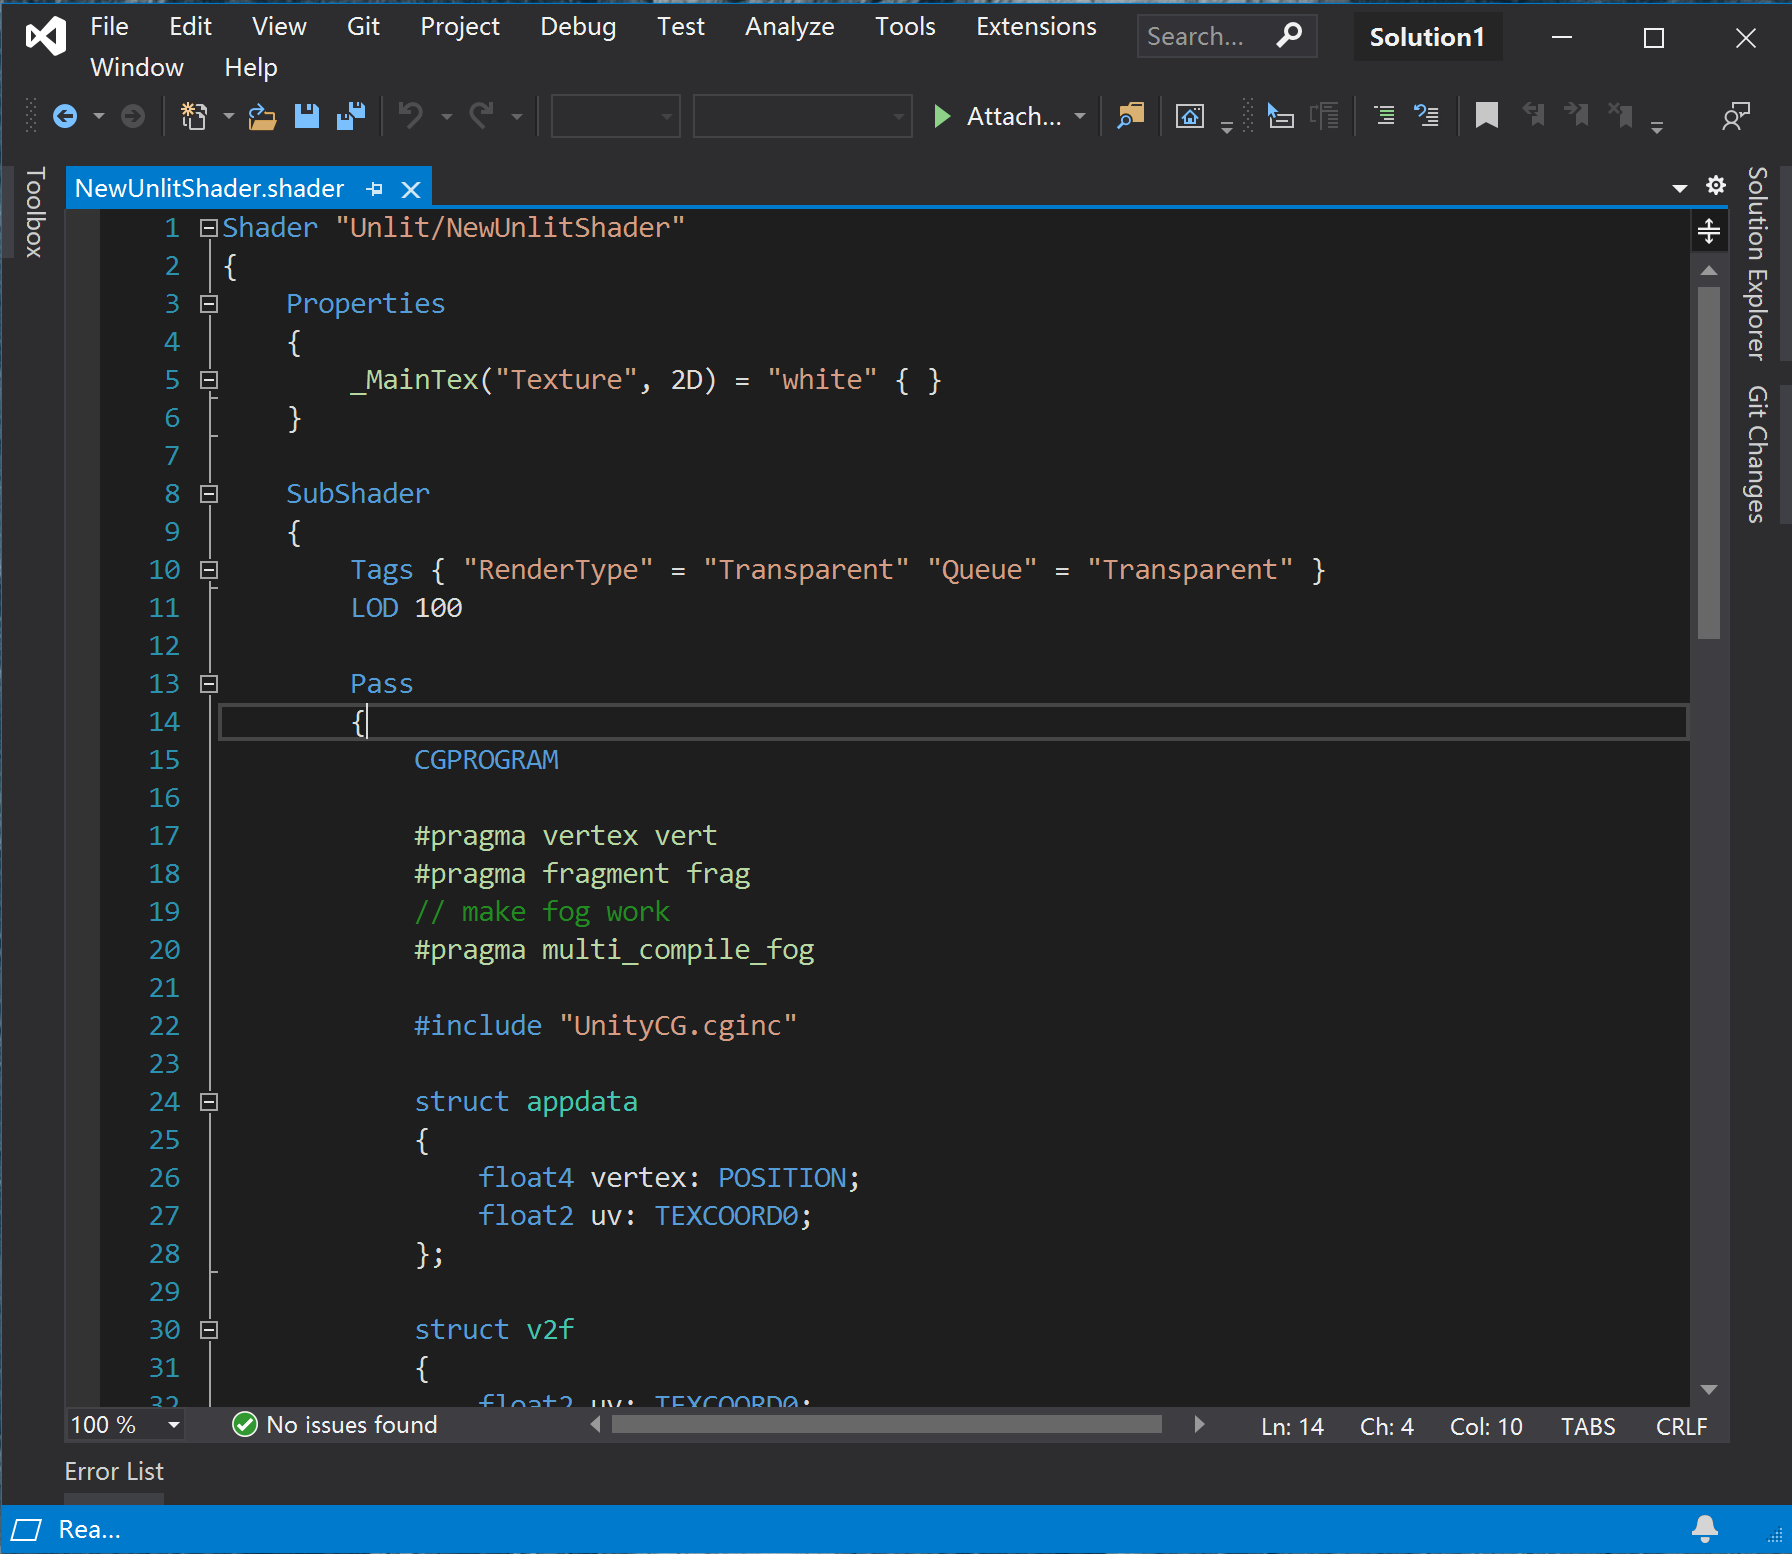 File Edit View Git Project Debug Test Analyze Tools Extensions
Window Help
Search...
Solution1
Attach...
Toolbox
NewUnlitShader.shader
Solution Explorer
Git Changes
1 Shader "Unlit/NewUnlitShader"
2 {
3 Properties
4 {
5 _MainTex("Texture", 2D) = "white" { }
6 }
7
8 SubShader
9 {
10 Tags { "RenderType" = "Transparent" "Queue" = "Transparent" }
11 LOD 100
12
13 Pass
14 {
15 CGPROGRAM
16
17 #pragma vertex vert
18 #pragma fragment frag
19 // make fog work
20 #pragma multi_compile_fog
21
22 #include "UnityCG.cginc"
23
24 struct appdata
25 {
26 float4 vertex: POSITION;
27 float2 uv: TEXCOORD0;
28 };
29
30 struct v2f
31 {
32 float2 uv: TEXCOORD0;
100 % No issues found Ln: 14 Ch: 4 Col: 10 TABS CRLF
Error List
Rea...